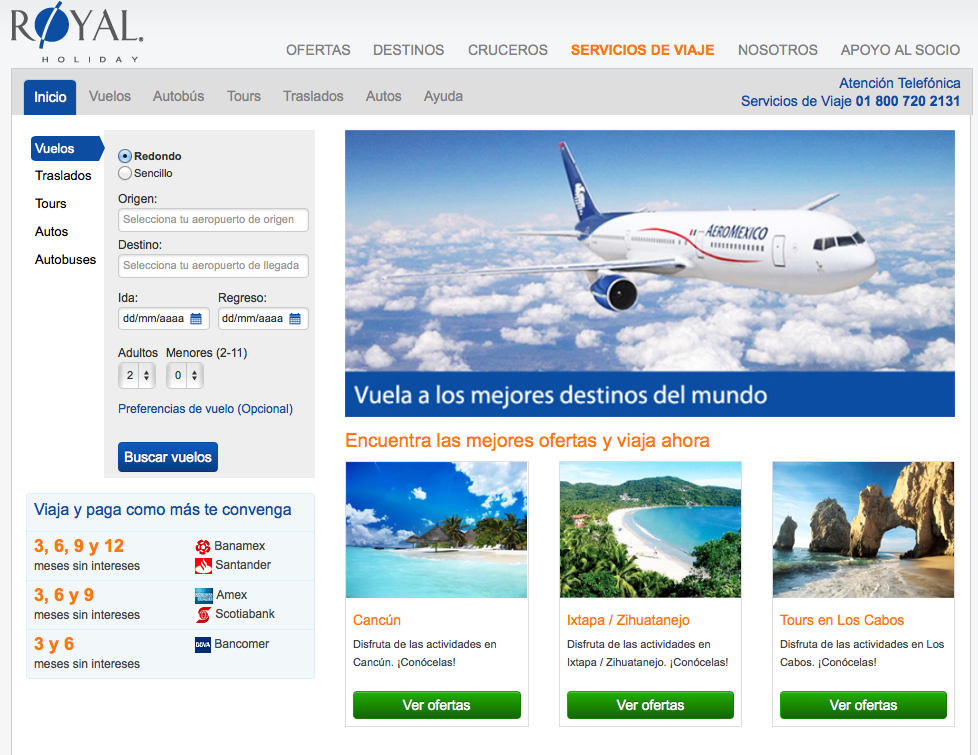 RØYAL.
HOLIDAY
OFERTAS DESTINOS CRUCEROS SERVICIOS DE VIAJE NOSOTROS APOYO AL SOCIO
Inicio Vuelos Autobús Tours Traslados Autos Ayuda
Atención Telefónica
Servicios de Viaje 01 800 720 2131
Vuelos
Traslados
Tours
Autos
Autobuses
Redondo
Sencillo
Origen:
Selecciona tu aeropuerto de origen
Destino:
Selecciona tu aeropuerto de llegada
Ida: Regreso:
dd/mm/aaaa dd/mm/aaaa
Adultos Menores (2-11)
2 0
Preferencias de vuelo (Opcional)
Buscar vuelos
AEROMEXICO
Vuela a los mejores destinos del mundo
Viaja y paga como más te convenga
3, 6, 9 y 12
meses sin intereses
Banamex
Santander
3, 6 y 9
meses sin intereses
Amex
Scotiabank
3 y 6
meses sin intereses
BBVA Bancomer
Encuentra las mejores ofertas y viaja ahora
Cancún
Disfruta de las actividades en
Cancún. ¡Conócelas!
Ver ofertas
Ixtapa / Zihuatanejo
Disfruta de las actividades en
Ixtapa / Zihuatanejo. ¡Conócelas!
Ver ofertas
Tours en Los Cabos
Disfruta de las actividades en Los
Cabos. ¡Conócelas!
Ver ofertas